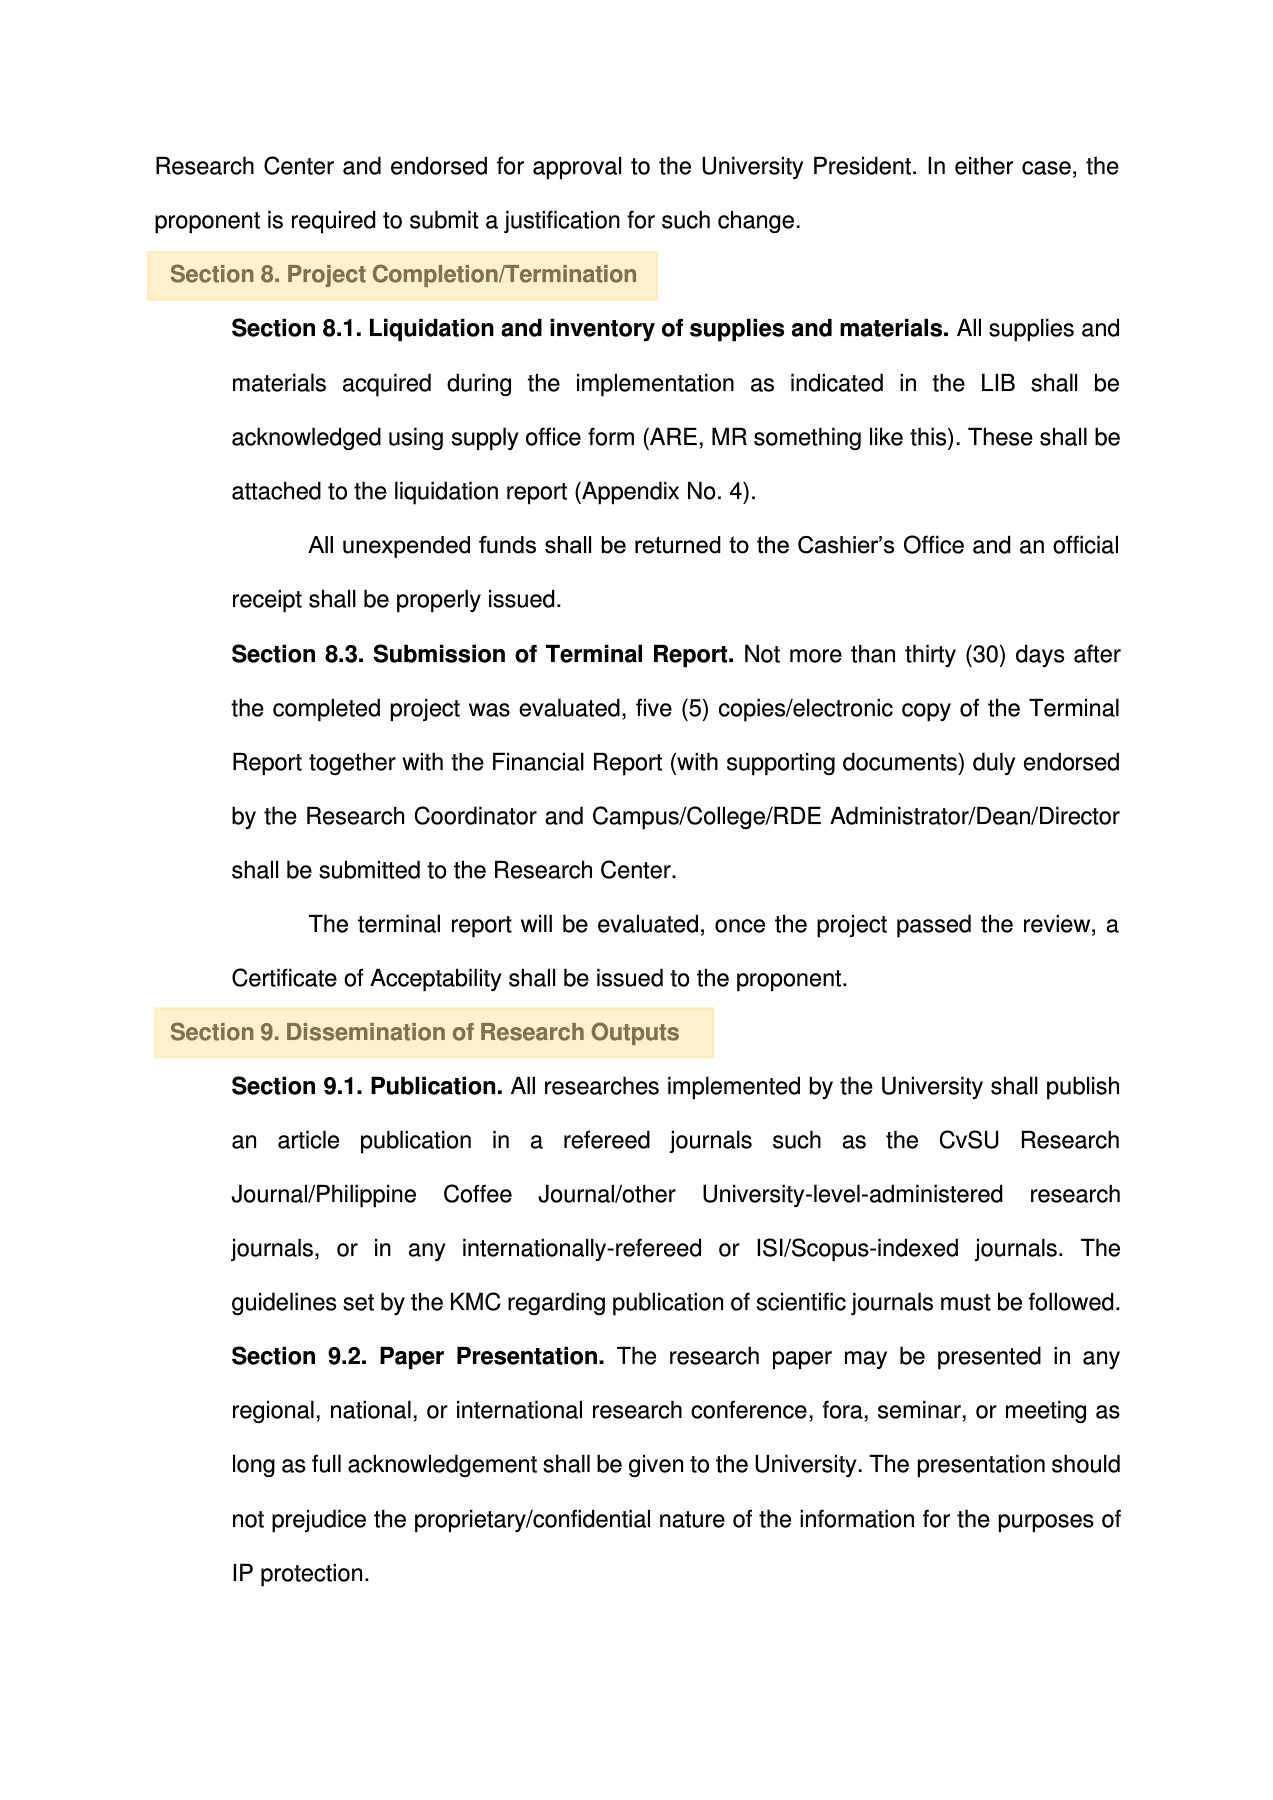 Research Center and endorsed for approval to the University President. In either case, the
proponent is required to submit a justification for such change.
Section 8. Project Completion/Termination
Section 8.1. Liquidation and inventory of supplies and materials. All supplies and
materials acquired during the implementation as indicated in the LIB shall be
acknowledged using supply office form (ARE, MR something like this). These shall be
attached to the liquidation report (Appendix No. 4).
All unexpended funds shall be returned to the Cashier’s Office and an official
receipt shall be properly issued.
Section 8.3. Submission of Terminal Report. Not more than thirty (30) days after
the completed project was evaluated, five (5) copies/electronic copy of the Terminal
Report together with the Financial Report (with supporting documents) duly endorsed
by the Research Coordinator and Campus/College/RDE Administrator/Dean/Director
shall be submitted to the Research Center.
The terminal report will be evaluated, once the project passed the review, a
Certificate of Acceptability shall be issued to the proponent.
Section 9. Dissemination of Research Outputs
Section 9.1. Publication. All researches implemented by the University shall publish
an article publication in a refereed journals such as the CvSU Research
Journal/Philippine Coffee Journal/other University-level-administered research
journals, or in any internationally-refereed or ISI/Scopus-indexed journals. The
guidelines set by the KMC regarding publication of scientific journals must be followed.
Section 9.2. Paper Presentation. The research paper may be presented in any
regional, national, or international research conference, fora, seminar, or meeting as
long as full acknowledgement shall be given to the University. The presentation should
not prejudice the proprietary/confidential nature of the information for the purposes of
IP protection.